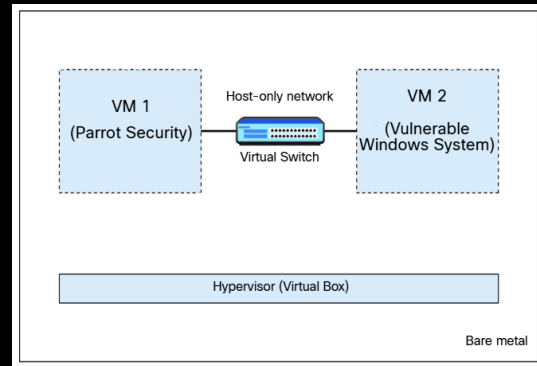 VM 1
(Parrot Security)
Host-only network
Virtual Switch
VM 2
(Vulnerable
Windows System)
Hypervisor (Virtual Box)
Bare metal